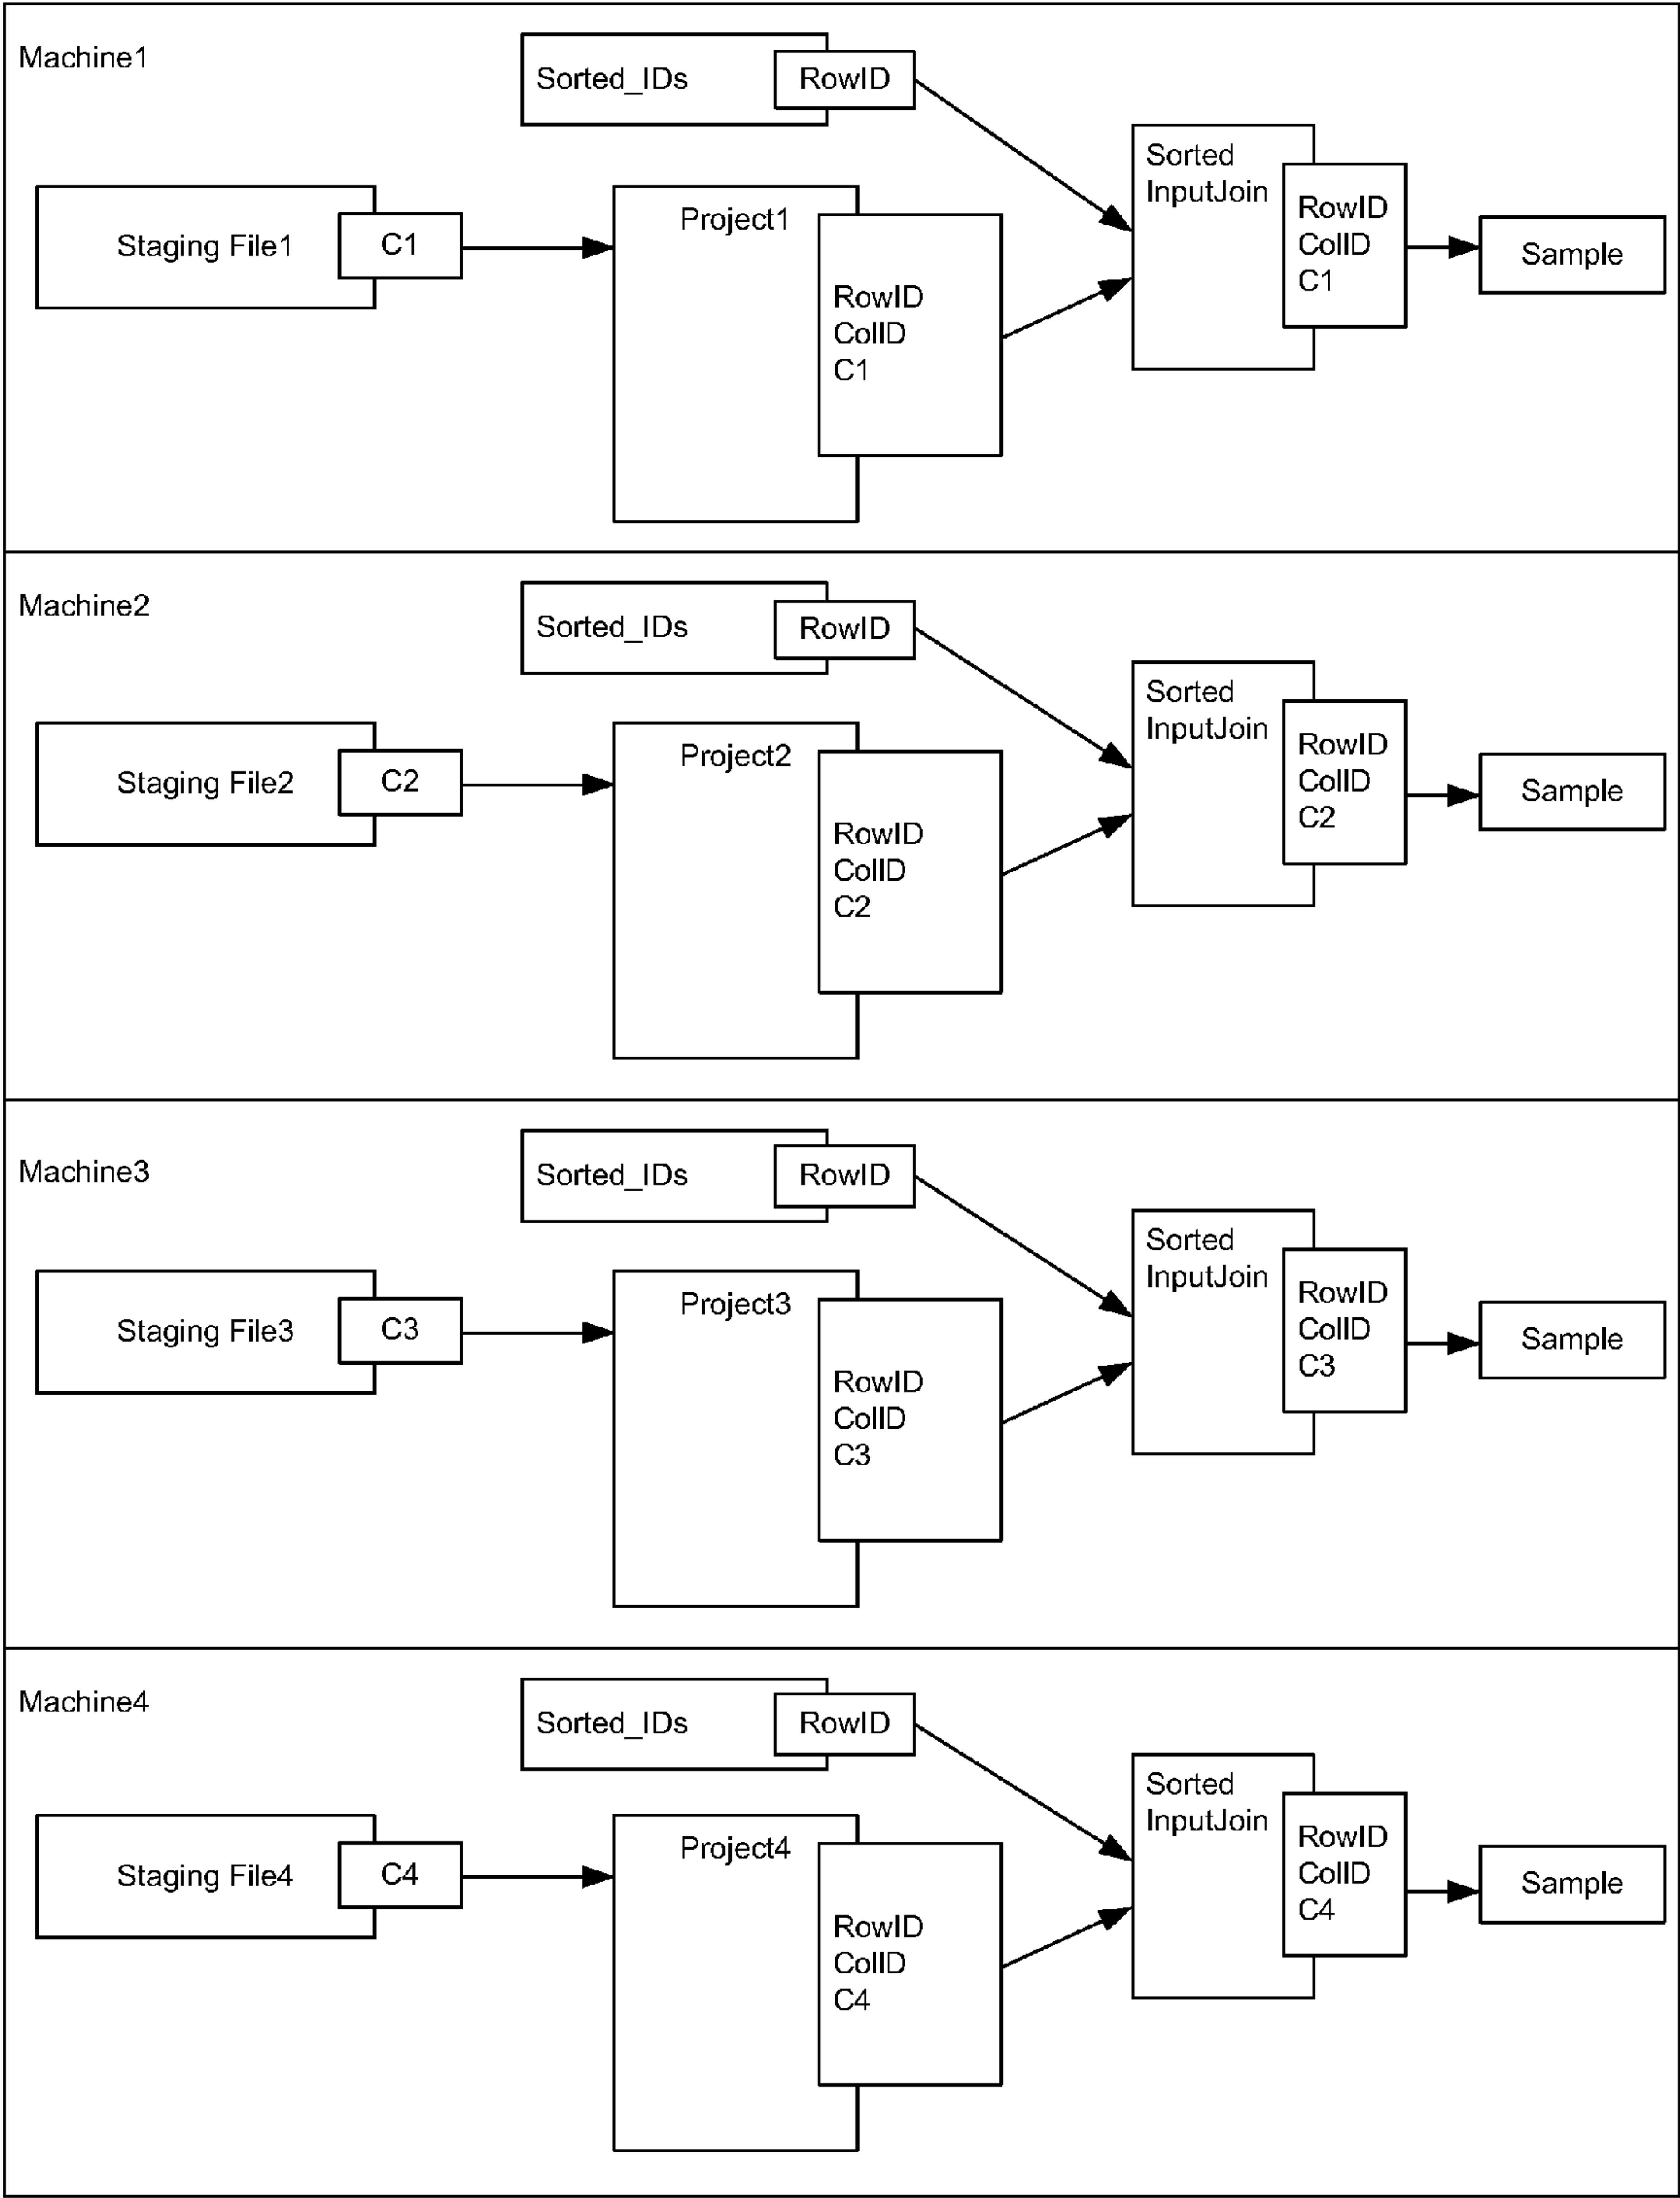 Machine1
Sorted_IDs
RowID
Staging File1
C1
Project1
RowID
ColID
C1
Sorted
InputJoin
RowID
ColID
C1
Sample
Machine2
Sorted_IDs
RowID
Staging File2
C2
Project2
RowID
ColID
C2
Sorted
InputJoin
RowID
ColID
C2
Sample
Machine3
Sorted_IDs
RowID
Staging File3
C3
Project3
RowID
ColID
C3
Sorted
InputJoin
RowID
ColID
C3
Sample
Machine4
Sorted_IDs
RowID
Staging File4
C4
Project4
RowID
ColID
C4
Sorted
InputJoin
RowID
ColID
C4
Sample